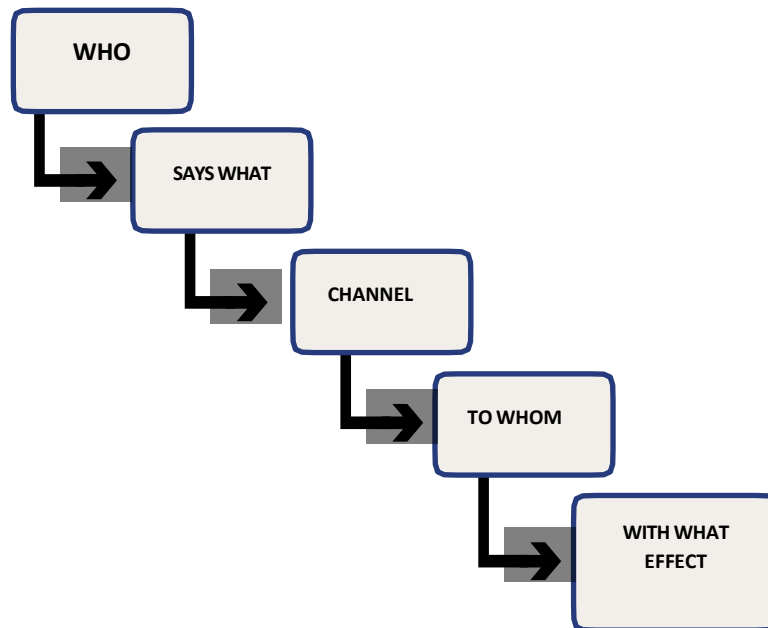 WHO
SAYS WHAT
CHANNEL
TO WHOM
WITH WHAT
EFFECT